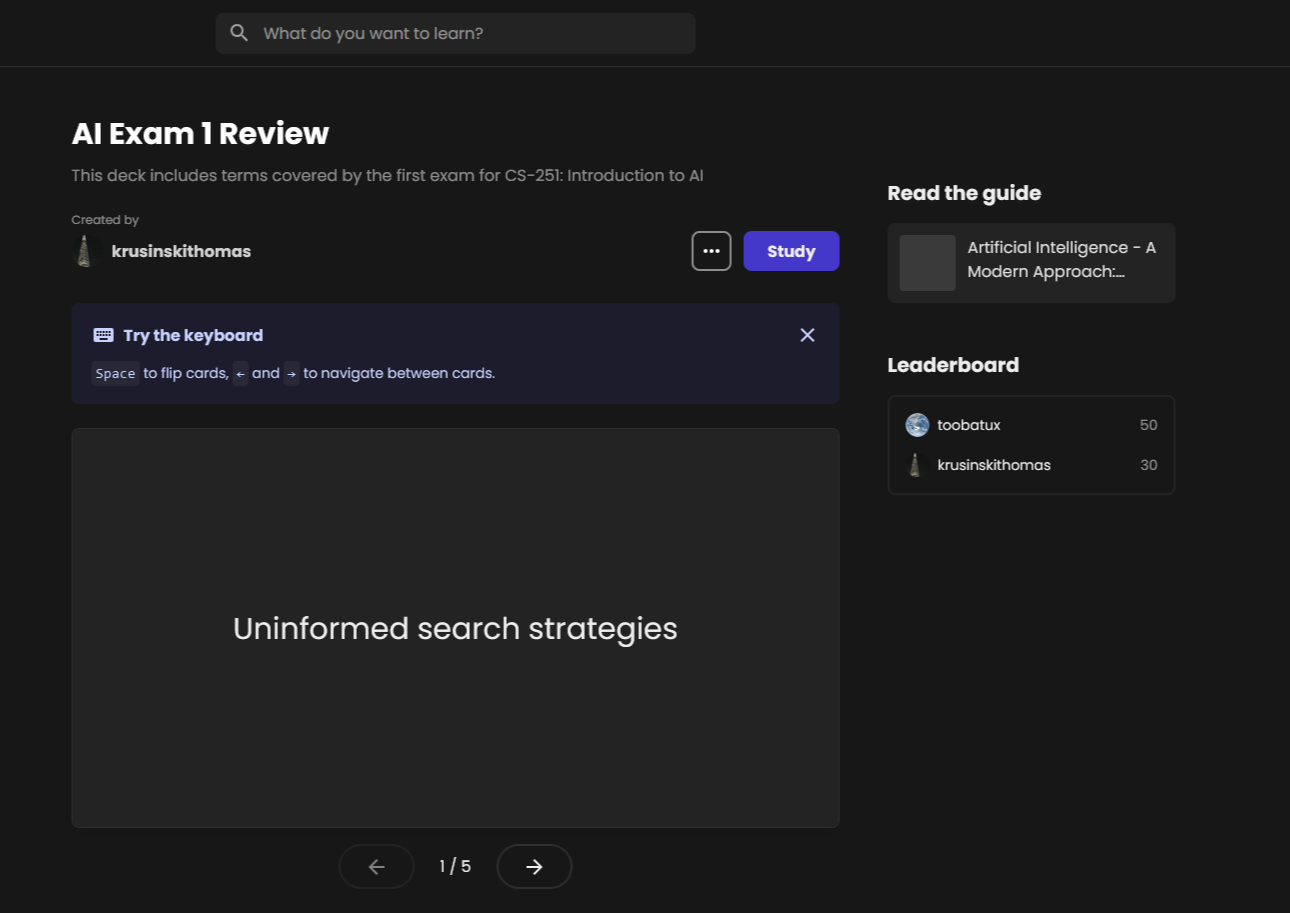 What do you want to learn?
AI Exam 1 Review
This deck includes terms covered by the first exam for CS-251: Introduction to AI
Created by
krusinskithomas
Study
Try the keyboard
Space to flip cards, ← and → to navigate between cards.
Uninformed search strategies
1 / 5
Read the guide
Artificial Intelligence - A
Modern Approach:...
Leaderboard
toobatux 50
krusinskithomas 30